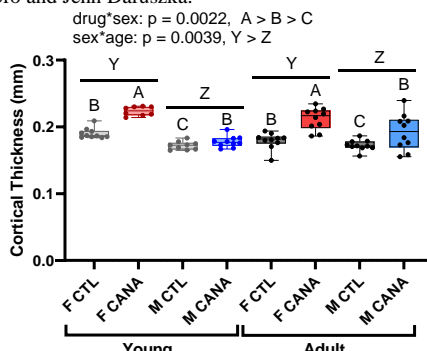 drug*sex: p = 0.0022, A > B > C
sex*age: p = 0.0039, Y > Z
Cortical Thickness (mm)
0.3
0.2
0.1
0.0
Y
Z
Y
Z
B
A
C
B
B
A
C
B
F CTL
F CANA
M CTL
M CANA
F CTL
F CANA
M CTL
M CANA
Young
Adult